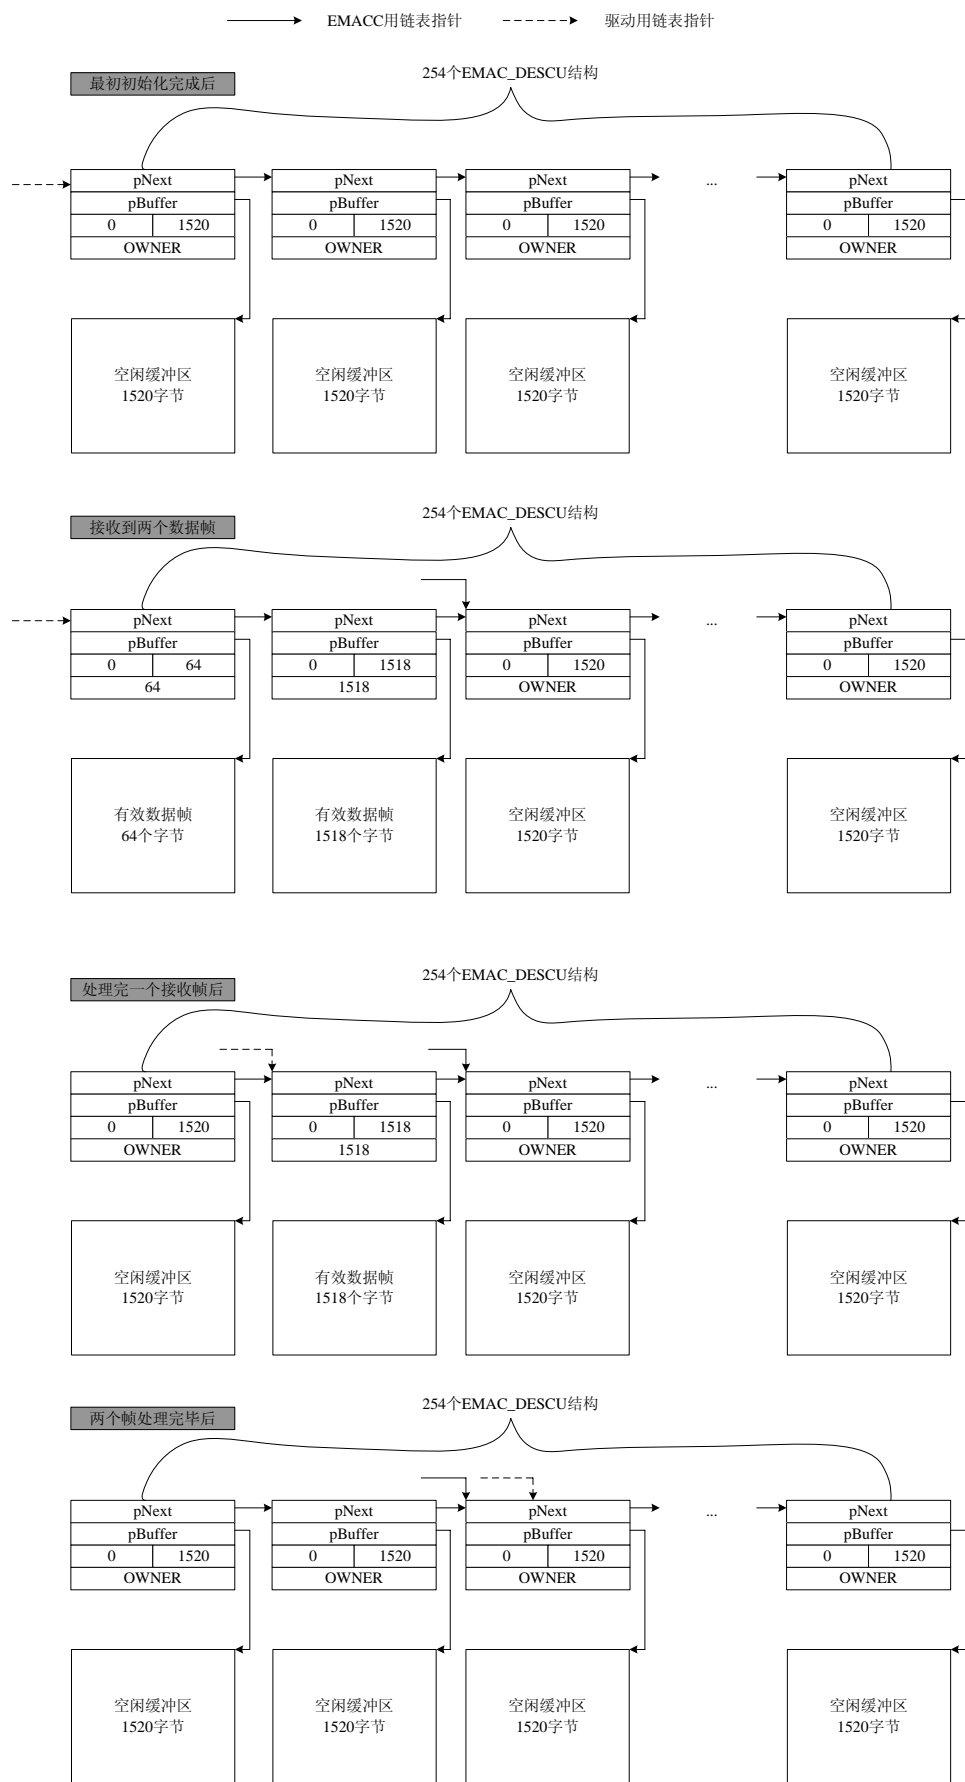 EMACC用链表指针 驱动用链表指针
最初初始化完成后
254个EMAC_DESCU结构
pNext pNext pNext ... pNext
pBuffer pBuffer pBuffer pBuffer
0 1520 0 1520 0 1520 0 1520
OWNER OWNER OWNER OWNER
空闲缓冲区 空闲缓冲区 空闲缓冲区 空闲缓冲区
1520字节 1520字节 1520字节 1520字节
接收到两个数据帧
254个EMAC_DESCU结构
pNext pNext pNext ... pNext
pBuffer pBuffer pBuffer pBuffer
0 64 0 1518 0 1520 0 1520
64 1518 OWNER OWNER
有效数据帧 有效数据帧 空闲缓冲区 空闲缓冲区
64个字节 1518个字节 1520字节 1520字节
处理完一个接收帧后
254个EMAC_DESCU结构
pNext pNext pNext ... pNext
pBuffer pBuffer pBuffer pBuffer
0 1520 0 1518 0 1520 0 1520
OWNER 1518 OWNER OWNER
空闲缓冲区 有效数据帧 空闲缓冲区 空闲缓冲区
1520字节 1518个字节 1520字节 1520字节
两个帧处理完毕后
254个EMAC_DESCU结构
pNext pNext pNext ... pNext
pBuffer pBuffer pBuffer pBuffer
0 1520 0 1520 0 1520 0 1520
OWNER OWNER OWNER OWNER
空闲缓冲区 空闲缓冲区 空闲缓冲区 空闲缓冲区
1520字节 1520字节 1520字节 1520字节